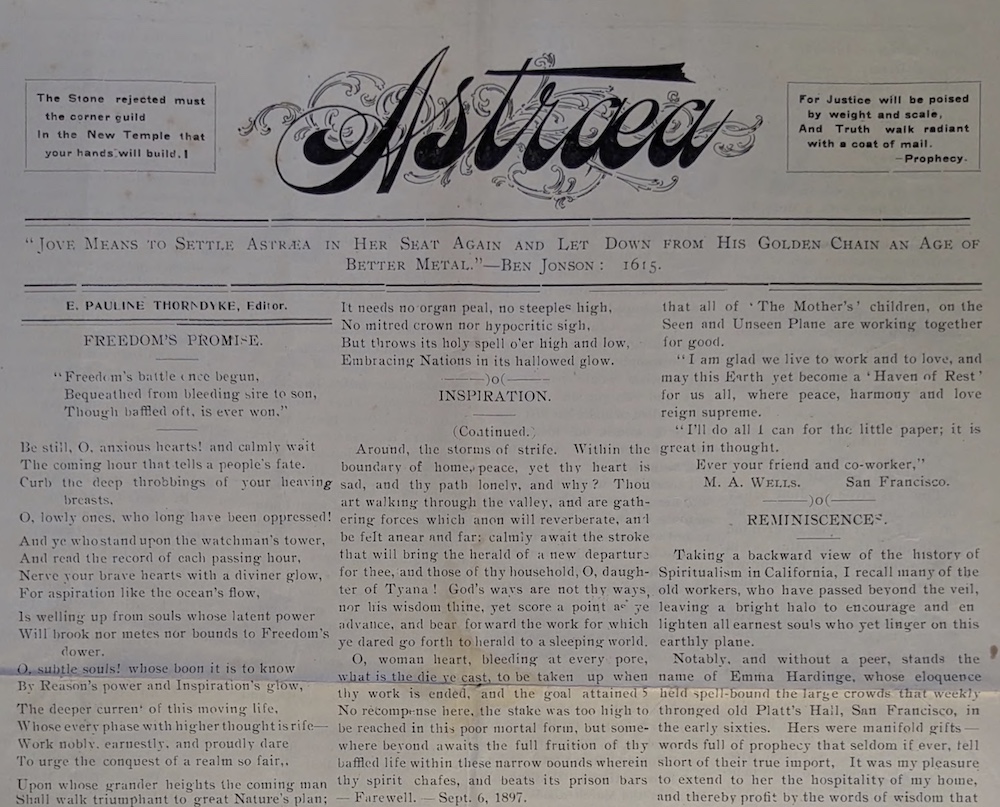 The Stone rejected must
the corner guild
In the New Temple that
your hands will build. !
Astræa
For Justice will be poised
by weight and scale,
And Truth walk radiant
with a coat of mail.
—Prophecy.
"Jove Means to Settle Astræa in Her Seat Again and Let Down from His Golden Chain an Age of
Better Metal."—Ben Jonson: 1615.
E. PAULINE THORNDYKE, Editor.
FREEDOM'S PROMISE.
"Freedom's battle once begun,
Bequeathed from bleeding sire to son,
Though baffled oft, is ever won."
Be still, O, anxious hearts! and calmly wait
The coming hour that tells a people's fate.
Curb the deep throbbings of your heaving
breasts.
O, lowly ones, who long have been oppressed!
And ye who stand upon the watchman's tower,
And read the record of each passing hour,
Nerve your brave hearts with a diviner glow,
For aspiration like the ocean's flow,
Is welling up from souls whose latent power
Will brook nor metes nor bounds to Freedom's
dower.
O, subtle souls! whose boon it is to know
By Reason's power and Inspiration's glow,
The deeper curren' of this moving life,
Whose every phase with higher thought is rife—
Work nobly, earnestly, and proudly dare
To urge the conquest of a realm so fair,.
Upon whose grander heights the coming man
Shall walk triumphant to great Nature's plan;
It needs no organ peal, no steeples high,
No mitred crown nor hypocritic sigh,
But throws its holy spell o'er high and low,
Embracing Nations in its hallowed glow.
———)o(———
INSPIRATION.
(Continued.)
Around, the storms of strife. Within the
boundary of home, peace, yet thy heart is
sad, and thy path lonely, and why? Thou
art walking through the valley, and are gath-
ering forces which anon will reverberate, and
be felt anear and far; calmly await the stroke
that will bring the herald of a new departure
for thee, and those of thy household, O, daugh-
ter of Tyana! God's ways are not thy ways,
nor his wisdom thine, yet score a point as ye
advance, and bear forward the work for which
ye dared go forth to herald to a sleeping world.
O, woman heart, bleeding at every pore,
what is the die ye cast, to be taken up when
thy work is ended, and the goal attained?
No recompense here, the stake was too high to
be reached in this poor mortal form, but some-
where beyond awaits the full fruition of thy
baffled life within these narrow bounds wherein
thy spirit chafes, and beats its prison bars
— Farewell. — Sept. 6, 1897.
that all of 'The Mother's' children, on the
Seen and Unseen Plane are working together
for good.
"I am glad we live to work and to love, and
may this Earth yet become a 'Haven of Rest'
for us all, where peace, harmony and love
reign supreme.
"I'll do all I can for the little paper; it is
great in thought.
Ever your friend and co-worker,"
M. A. Wells. San Francisco.
———)o(———
REMINISCENCES.
Taking a backward view of the history of
Spiritualism in California, I recall many of the
old workers, who have passed beyond the veil,
leaving a bright halo to encourage and en
lighten all earnest souls who yet linger on this
earthly plane.
Notably, and without a peer, stands the
name of Emma Hardinge, whose eloquence
held spell-bound the large crowds that weekly
thronged old Platt's Hall, San Francisco, in
the early sixties. Hers were manifold gifts—
words full of prophecy that seldom if ever, fell
short of their true import, It was my pleasure
to extend to her the hospitality of my home,
and thereby profit by the words of wisdom that